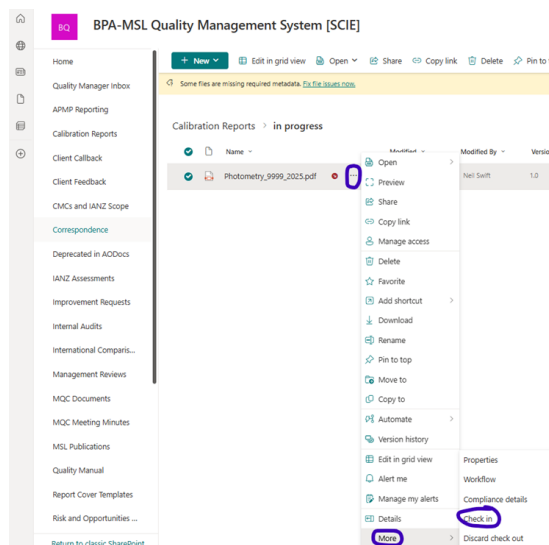 BQ
BPA-MSL Quality Management System [SCIE]
Home
Quality Manager Inbox
APMP Reporting
Calibration Reports
Client Callback
Client Feedback
CMCs and IANZ Scope
Correspondence
Deprecated in AODocs
IANZ Assessments
Improvement Requests
Internal Audits
International Comparis...
Management Reviews
MQC Documents
MQC Meeting Minutes
MSL Publications
Quality Manual
Report Cover Templates
Risk and Opportunities ...
Return to classic SharePoint
+ New Edit in grid view Open Share Copy link Delete Pin to
Some files are missing required metadata. Fix file issues now.
Calibration Reports > in progress
Name Modified Modified By Versio
Photometry_9999_2025.pdf ... Neil Swift 1.0
Open
Preview
Share
Copy link
Manage access
Delete
Favorite
Add shortcut
Download
Rename
Pin to top
Move to
Copy to
Automate
Version history
Edit in grid view
Alert me
Manage my alerts
Details
More
Properties
Workflow
Compliance details
Check in
Discard check out